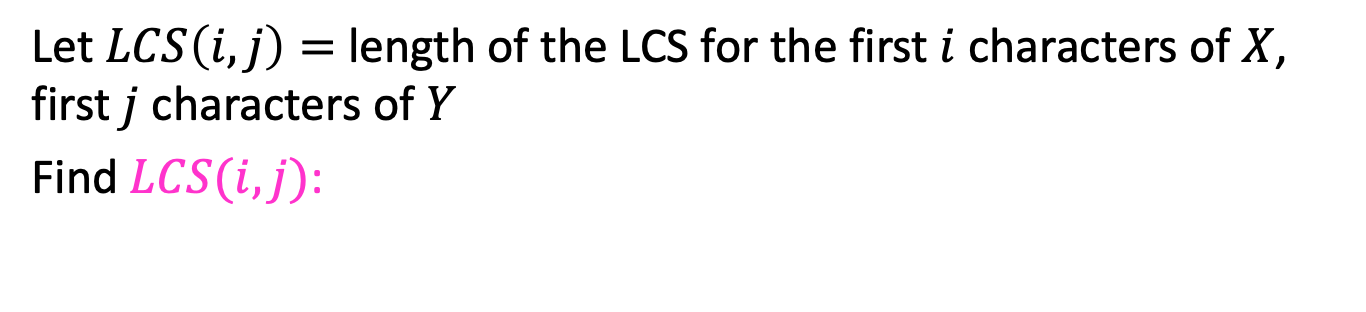 Let LCS(i, j) = length of the LCS for the first i characters of X,
first j characters of Y
Find LCS(i, j):